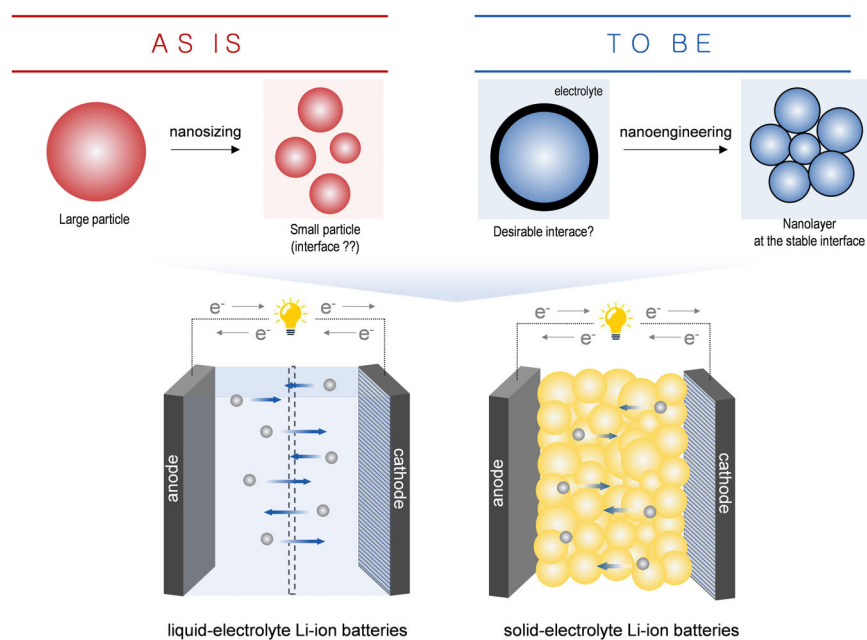 AS IS
TO BE
nanosizing
electrolyte
nanoengineering
Large particle
Small particle
(interface ??)
Desirable interace?
Nanolayer
at the stable interface
e⁻
e⁻
e⁻
e⁻
e⁻
e⁻
e⁻
e⁻
anode
cathode
anode
cathode
liquid-electrolyte Li-ion batteries
solid-electrolyte Li-ion batteries